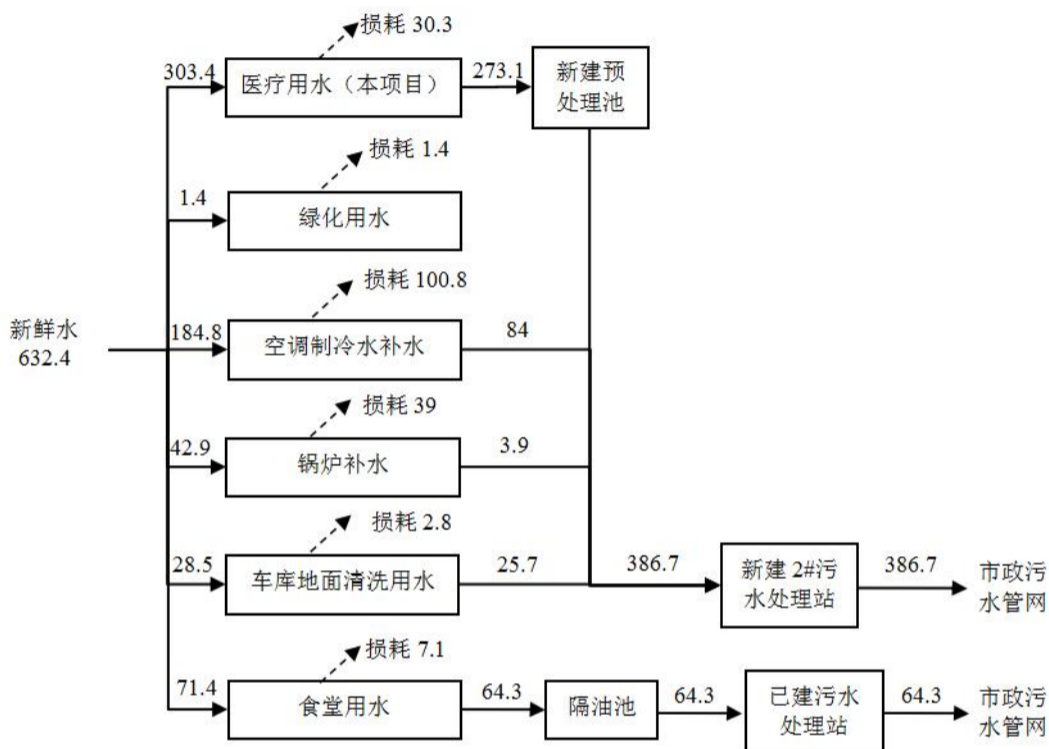 损耗 30.3
303.4
医疗用水（本项目）
273.1
新建预
处理池
损耗 1.4
1.4
绿化用水
损耗 100.8
新鲜水
632.4
184.8
空调制冷水补水
84
损耗 39
42.9
锅炉补水
3.9
损耗 2.8
28.5
车库地面清洗用水
25.7
386.7
新建 2#污
水处理站
386.7
市政污
水管网
损耗 7.1
71.4
食堂用水
64.3
隔油池
64.3
已建污水
处理站
64.3
市政污
水管网